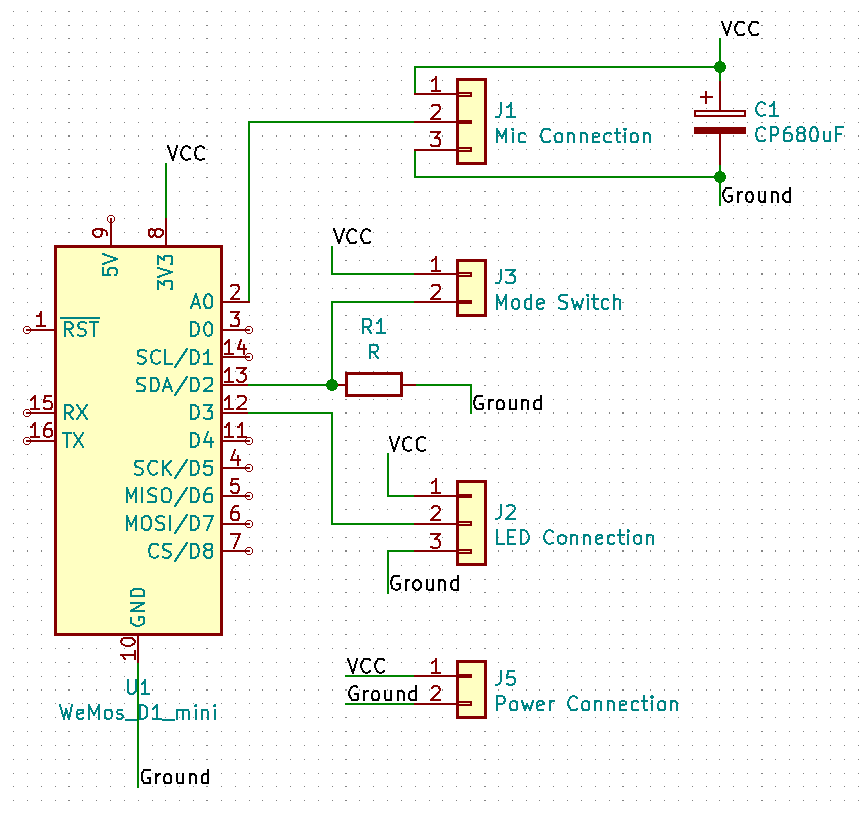 VCC
1
2
3
J1
Mic Connection
+
C1
CP680uF
Ground
VCC
9
8
5V
3V3
VCC
1
2
J3
Mode Switch
A0 2
1 RST
D0 3
SCL/D1 14
SDA/D2 13
R1
R
Ground
15 RX
D3 12
16 TX
D4 11
SCK/D5 4
MISO/D6 5
MOSI/D7 6
CS/D8 7
VCC
1
2
3
J2
LED Connection
Ground
GND
10
U1
WeMos_D1_mini
Ground
VCC 1
Ground 2
J5
Power Connection